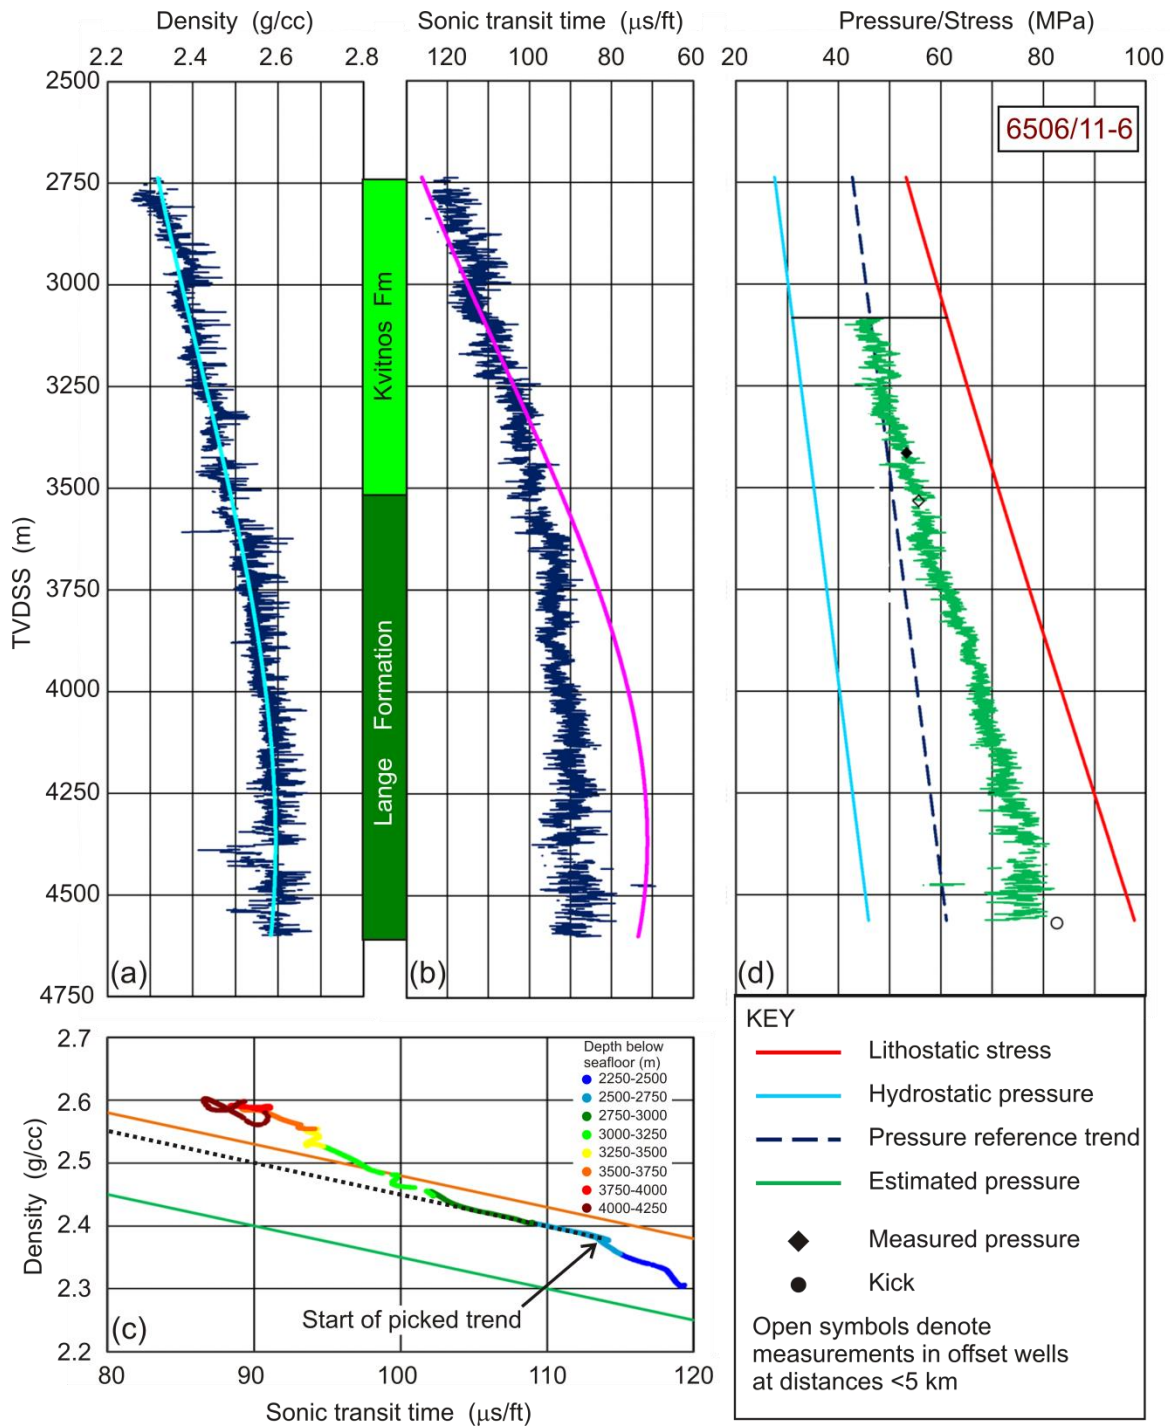 Density (g/cc)
Sonic transit time (μs/ft)
Pressure/Stress (MPa)
2.2 2.4 2.6 2.8
120 100 80 60
20 40 60 80 100
2500
2750
3000
3250
3500
3750
4000
4250
4500
4750
TVDSS (m)
Kvitnos Fm
Lange Formation
6506/11-6
(a)
(b)
(d)
2.7
2.6
2.5
2.4
2.3
2.2
Density (g/cc)
Depth below
seafloor (m)
2250-2500
2500-2750
2750-3000
3000-3250
3250-3500
3500-3750
3750-4000
4000-4250
Start of picked trend
(c)
80 90 100 110 120
Sonic transit time (μs/ft)
KEY
Lithostatic stress
Hydrostatic pressure
Pressure reference trend
Estimated pressure
Measured pressure
Kick
Open symbols denote
measurements in offset wells
at distances <5 km